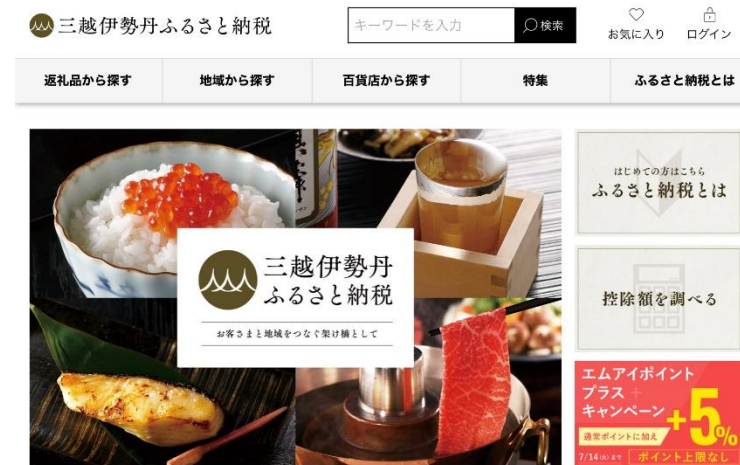 三越伊勢丹ふるさと納税
キーワードを入力
検索
お気に入り
ログイン
返礼品から探す
地域から探す
百貨店から探す
特集
ふるさと納税とは
三越伊勢丹
ふるさと納税
お客さまと地域をつなぐ架け橋として
はじめての方はこちら
ふるさと納税とは
控除額を調べる
エムアイポイント
プラス
キャンペーン
通常ポイントに加え
+5%
7/14(火)まで
ポイント上限なし